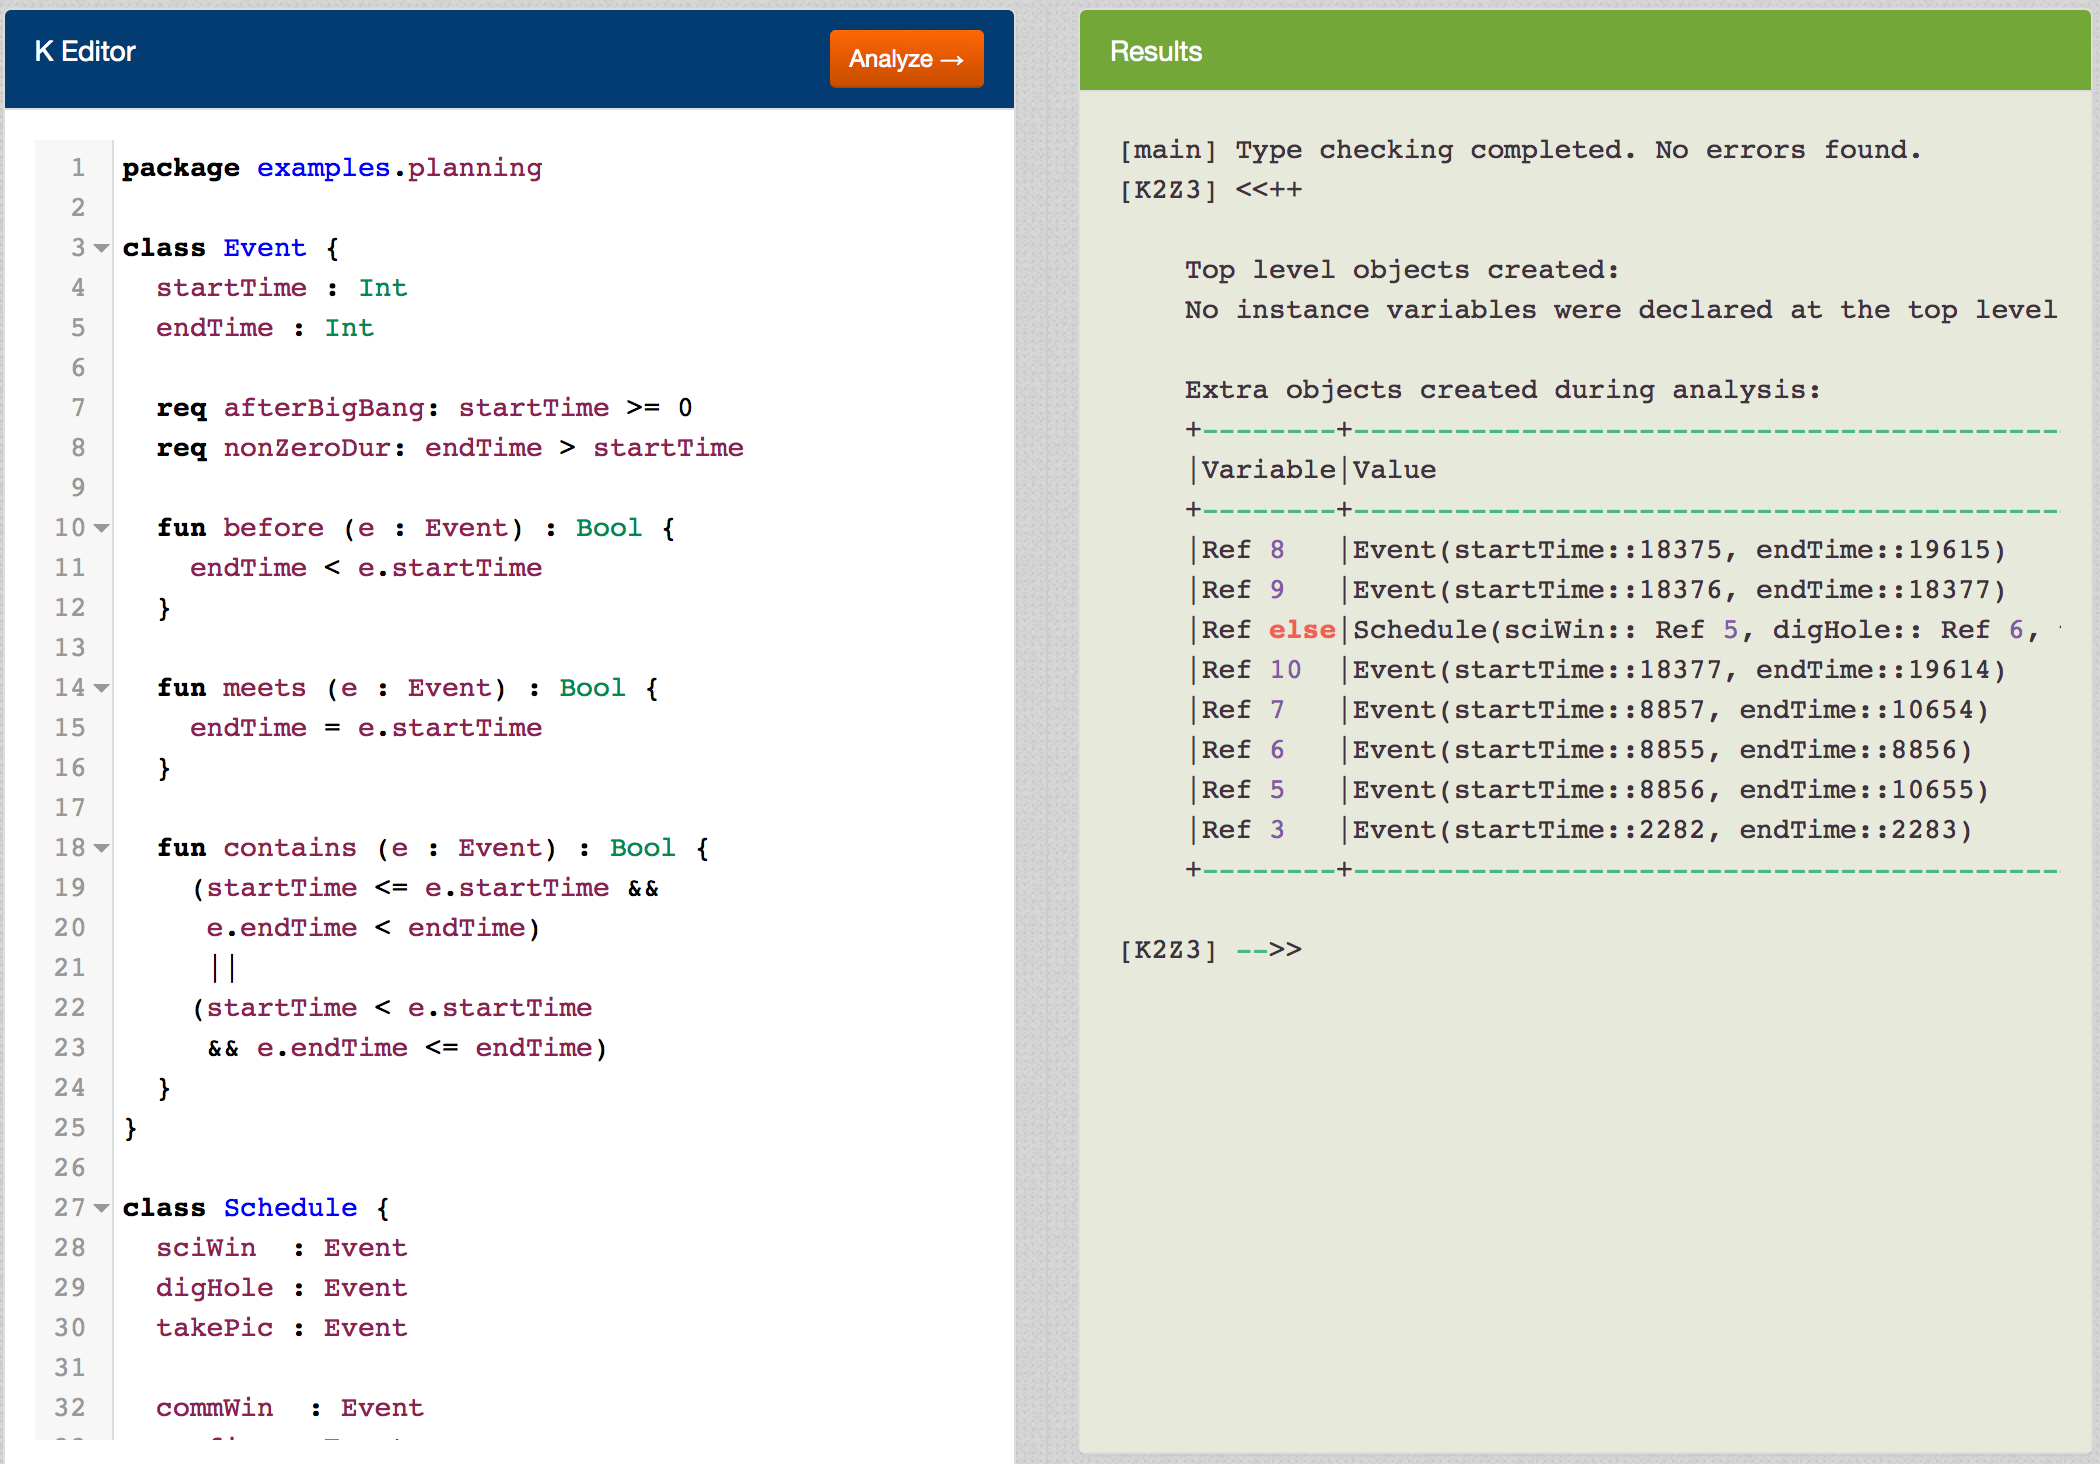 K Editor
Analyze →
1 package examples.planning
2
3 class Event {
4 startTime : Int
5 endTime : Int
6
7 req afterBigBang: startTime >= 0
8 req nonZeroDur: endTime > startTime
9
10 fun before (e : Event) : Bool {
11 endTime < e.startTime
12 }
13
14 fun meets (e : Event) : Bool {
15 endTime = e.startTime
16 }
17
18 fun contains (e : Event) : Bool {
19 (startTime <= e.startTime &&
20 e.endTime < endTime)
21 ||
22 (startTime < e.startTime
23 && e.endTime <= endTime)
24 }
25 }
26
27 class Schedule {
28 sciWin : Event
29 digHole : Event
30 takePic : Event
31
32 commWin : Event
Results
[main] Type checking completed. No errors found.
[K2Z3] <<++
Top level objects created:
No instance variables were declared at the top level
Extra objects created during analysis:
+--------+------------------------------------------
|Variable|Value
+--------+------------------------------------------
|Ref 8 |Event(startTime::18375, endTime::19615)
|Ref 9 |Event(startTime::18376, endTime::18377)
|Ref else|Schedule(sciWin:: Ref 5, digHole:: Ref 6,
|Ref 10 |Event(startTime::18377, endTime::19614)
|Ref 7 |Event(startTime::8857, endTime::10654)
|Ref 6 |Event(startTime::8855, endTime::8856)
|Ref 5 |Event(startTime::8856, endTime::10655)
|Ref 3 |Event(startTime::2282, endTime::2283)
+--------+------------------------------------------
[K2Z3] -->>